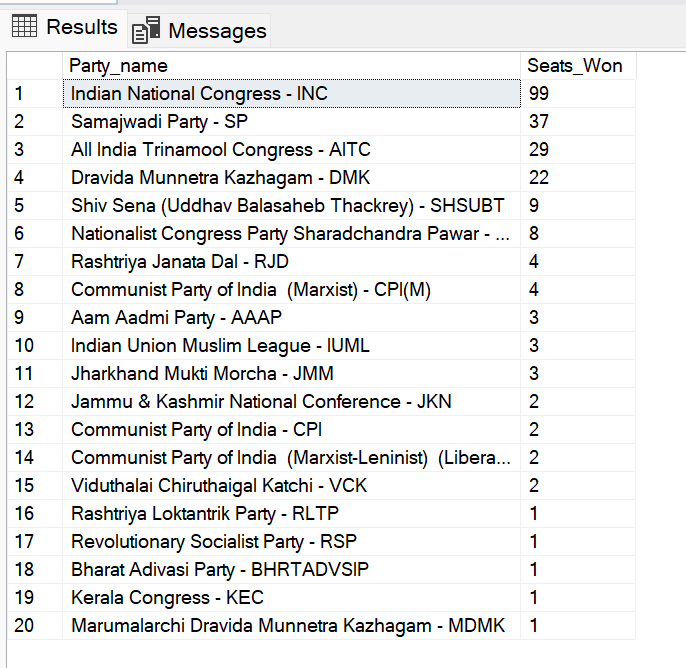 Results Messages
Party_name Seats_Won
1 Indian National Congress - INC 99
2 Samajwadi Party - SP 37
3 All India Trinamool Congress - AITC 29
4 Dravida Munnetra Kazhagam - DMK 22
5 Shiv Sena (Uddhav Balasaheb Thackrey) - SHSUBT 9
6 Nationalist Congress Party Sharadchandra Pawar - ... 8
7 Rashtriya Janata Dal - RJD 4
8 Communist Party of India  (Marxist) - CPI(M) 4
9 Aam Aadmi Party - AAAP 3
10 Indian Union Muslim League - IUML 3
11 Jharkhand Mukti Morcha - JMM 3
12 Jammu & Kashmir National Conference - JKN 2
13 Communist Party of India - CPI 2
14 Communist Party of India  (Marxist-Leninist)  (Libera... 2
15 Viduthalai Chiruthaigal Katchi - VCK 2
16 Rashtriya Loktantrik Party - RLTP 1
17 Revolutionary Socialist Party - RSP 1
18 Bharat Adivasi Party - BHRTADVSIP 1
19 Kerala Congress - KEC 1
20 Marumalarchi Dravida Munnetra Kazhagam - MDMK 1